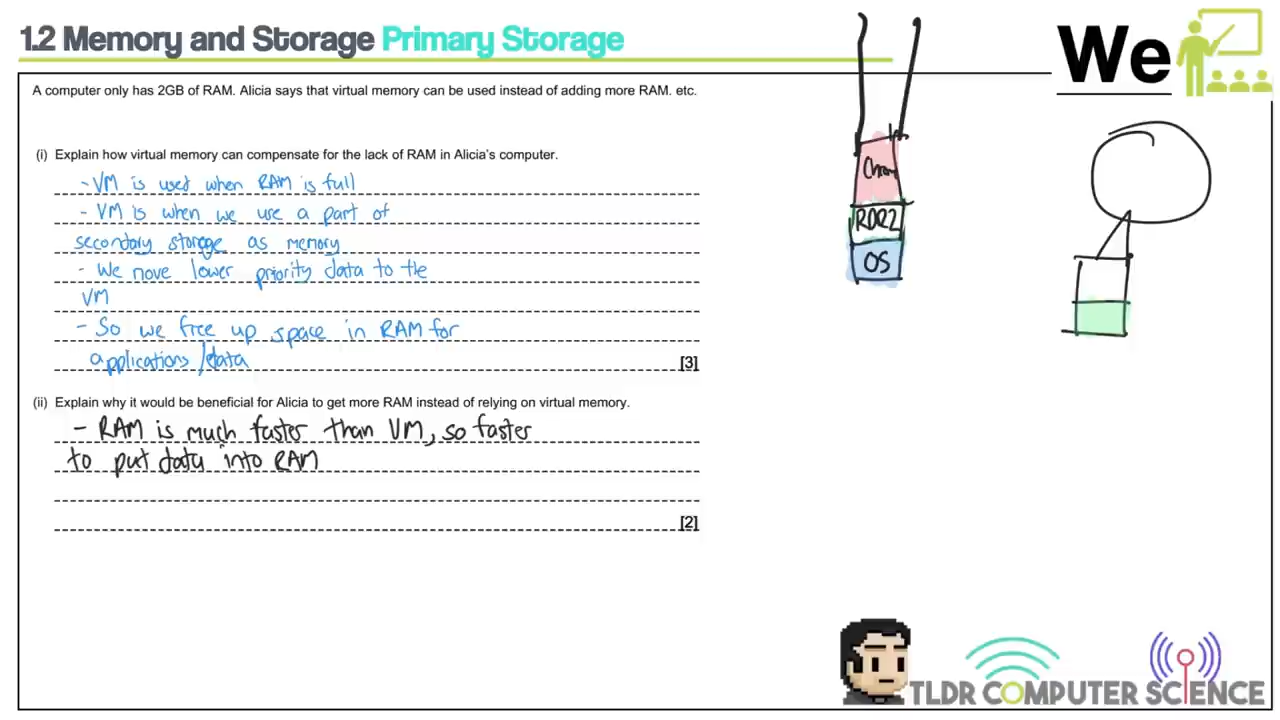 1.2 Memory and Storage Primary Storage
We
A computer only has 2GB of RAM. Alicia says that virtual memory can be used instead of adding more RAM. etc.
(i) Explain how virtual memory can compensate for the lack of RAM in Alicia's computer.
- VM is used when RAM is full
- VM is when we use a part of
secondary storage as memory
- We move lower priority data to the
VM
- So we free up space in RAM for
applications/data
[3]
(ii) Explain why it would be beneficial for Alicia to get more RAM instead of relying on virtual memory.
- RAM is much faster than VM, so faster
to put data into RAM
[2]
RDR2
OS
TLDR COMPUTER SCIENCE